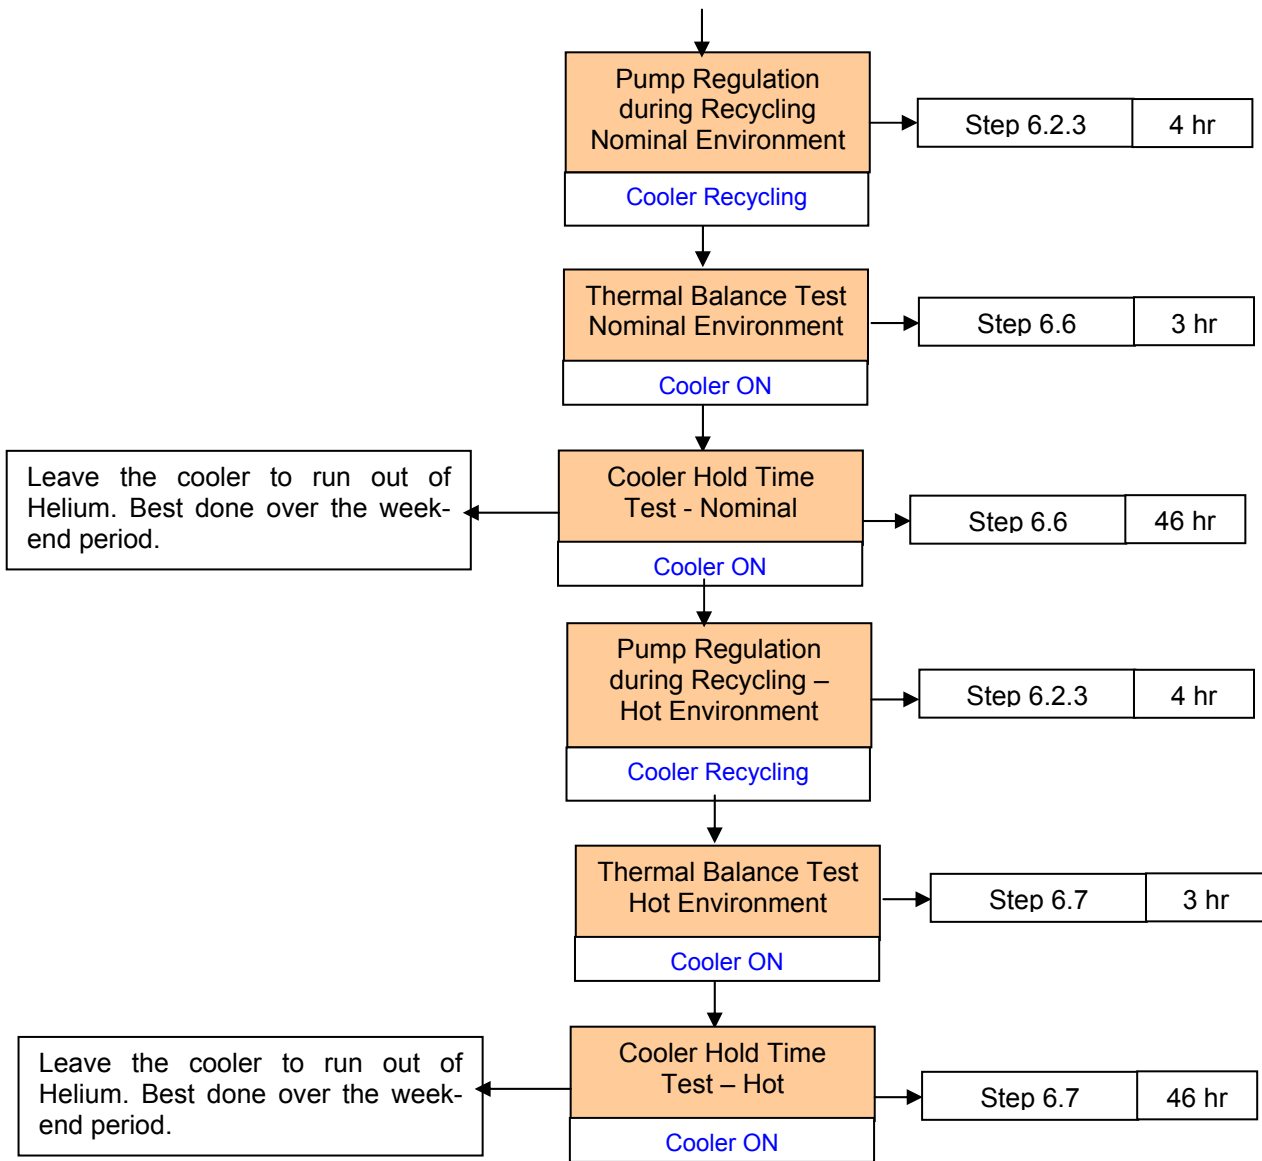 Pump Regulation
during Recycling
Nominal Environment
Step 6.2.3
4 hr
Cooler Recycling
Thermal Balance Test
Nominal Environment
Step 6.6
3 hr
Cooler ON
Leave the cooler to run out of
Helium. Best done over the week-
end period.
Cooler Hold Time
Test - Nominal
Step 6.6
46 hr
Cooler ON
Pump Regulation
during Recycling –
Hot Environment
Step 6.2.3
4 hr
Cooler Recycling
Thermal Balance Test
Hot Environment
Step 6.7
3 hr
Cooler ON
Leave the cooler to run out of
Helium. Best done over the week-
end period.
Cooler Hold Time
Test – Hot
Step 6.7
46 hr
Cooler ON